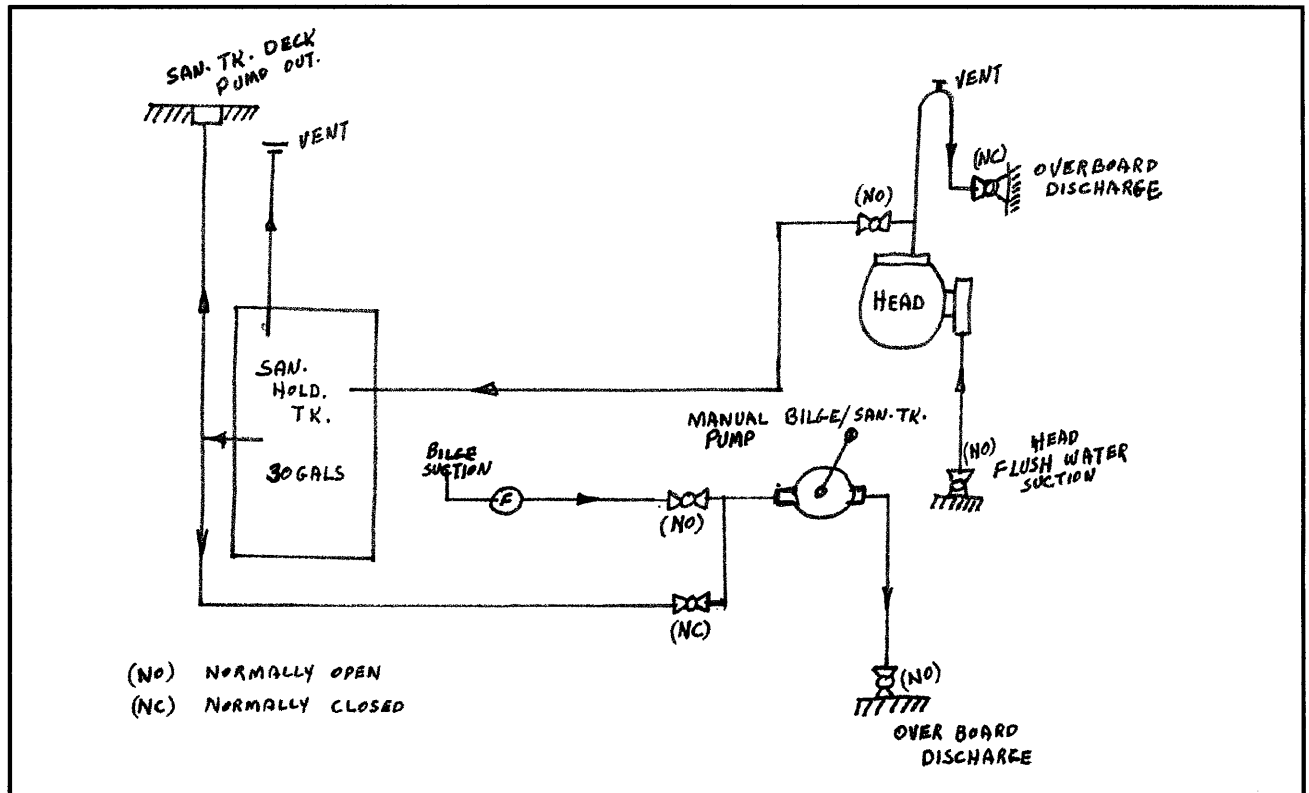 SAN. TK. DECK
PUMP OUT.
VENT
VENT
(NC)
OVERBOARD
DISCHARGE
(NO)
HEAD
SAN.
HOLD.
TK.
30 GALS
MANUAL BILGE/SAN. TK.
PUMP
BILGE
SUCTION
F
(NO)
(NO)
HEAD
FLUSH WATER
SUCTION
(NC)
(NO) NORMALLY OPEN
(NC) NORMALLY CLOSED
(NO)
OVER BOARD
DISCHARGE